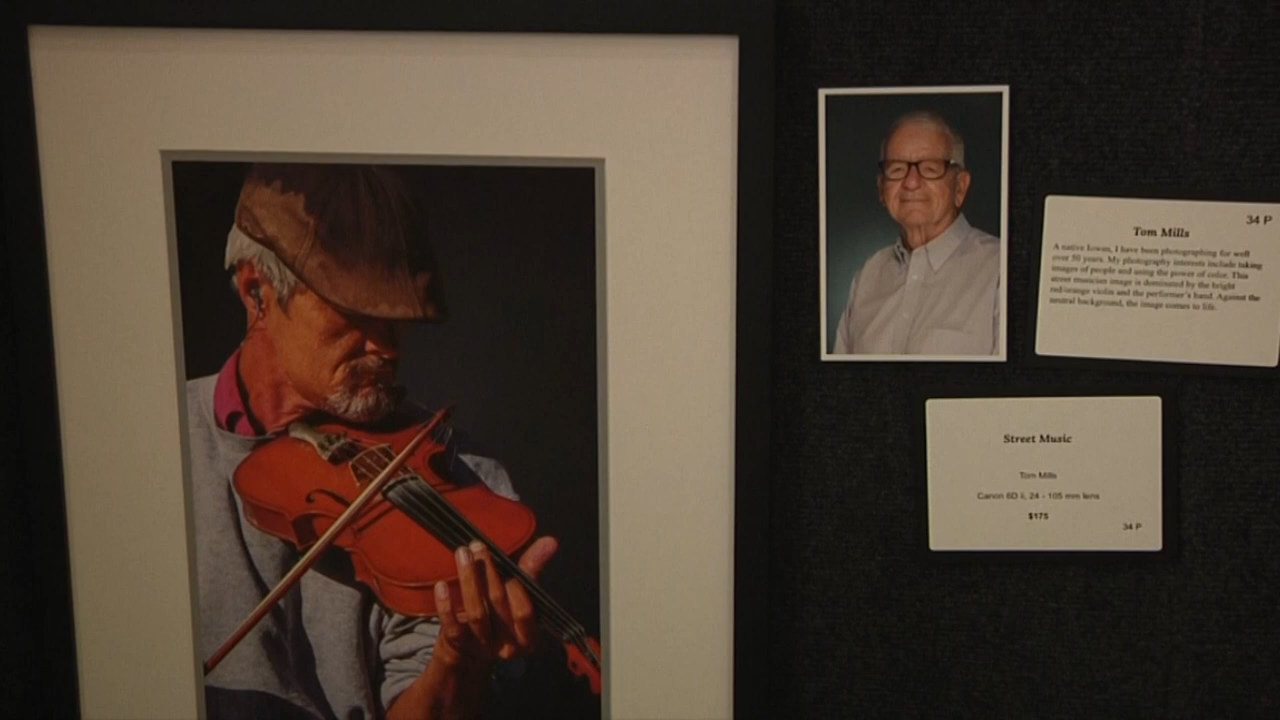 34 P
Tom Mills
A native Iowan, I have been photographing for well
over 50 years. My photography interests include taking
images of people and using the power of color. This
street musician image is dominated by the bright
red/orange violin and the performer's hand. Against the
neutral background, the image comes to life.
Street Music
Tom Mills
Canon 6D ii, 24 - 105 mm lens
$175
34 P